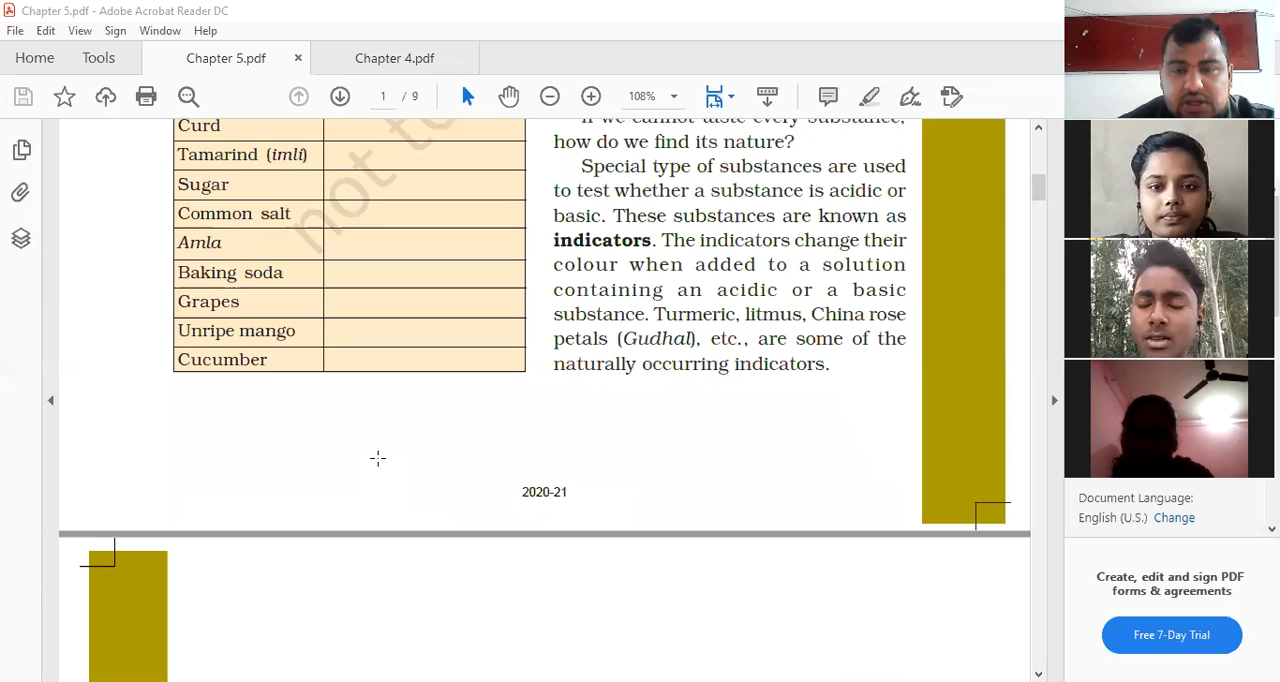 Chapter 5.pdf - Adobe Acrobat Reader DC
File Edit View Sign Window Help
Home Tools Chapter 5.pdf × Chapter 4.pdf
1 / 9 108%
Curd
Tamarind (imli)
Sugar
Common salt
Amla
Baking soda
Grapes
Unripe mango
Cucumber
not to
If we cannot taste every substance,
how do we find its nature?
Special type of substances are used
to test whether a substance is acidic or
basic. These substances are known as
indicators. The indicators change their
colour when added to a solution
containing an acidic or a basic
substance. Turmeric, litmus, China rose
petals (Gudhal), etc., are some of the
naturally occurring indicators.
2020-21
Document Language:
English (U.S.) Change
Create, edit and sign PDF
forms & agreements
Free 7-Day Trial